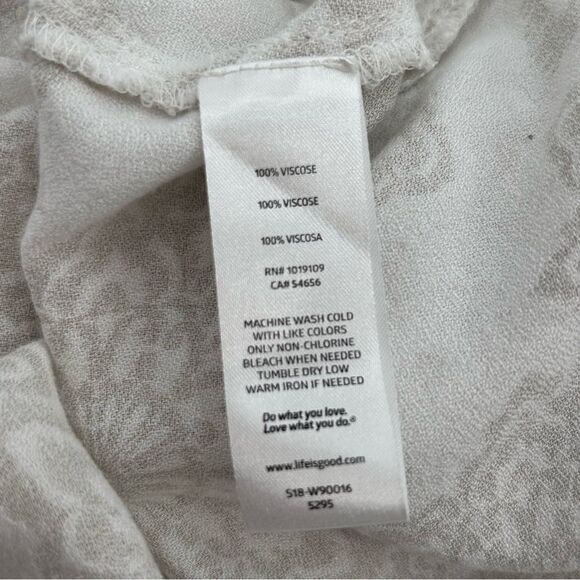 100% VISCOSE
100% VISCOSE
100% VISCOSA
RN# 1019109
CA# 54656
MACHINE WASH COLD
WITH LIKE COLORS
ONLY NON-CHLORINE
BLEACH WHEN NEEDED
TUMBLE DRY LOW
WARM IRON IF NEEDED
Do what you love.
Love what you do.®
www.lifeisgood.com
S18-W90016
5295